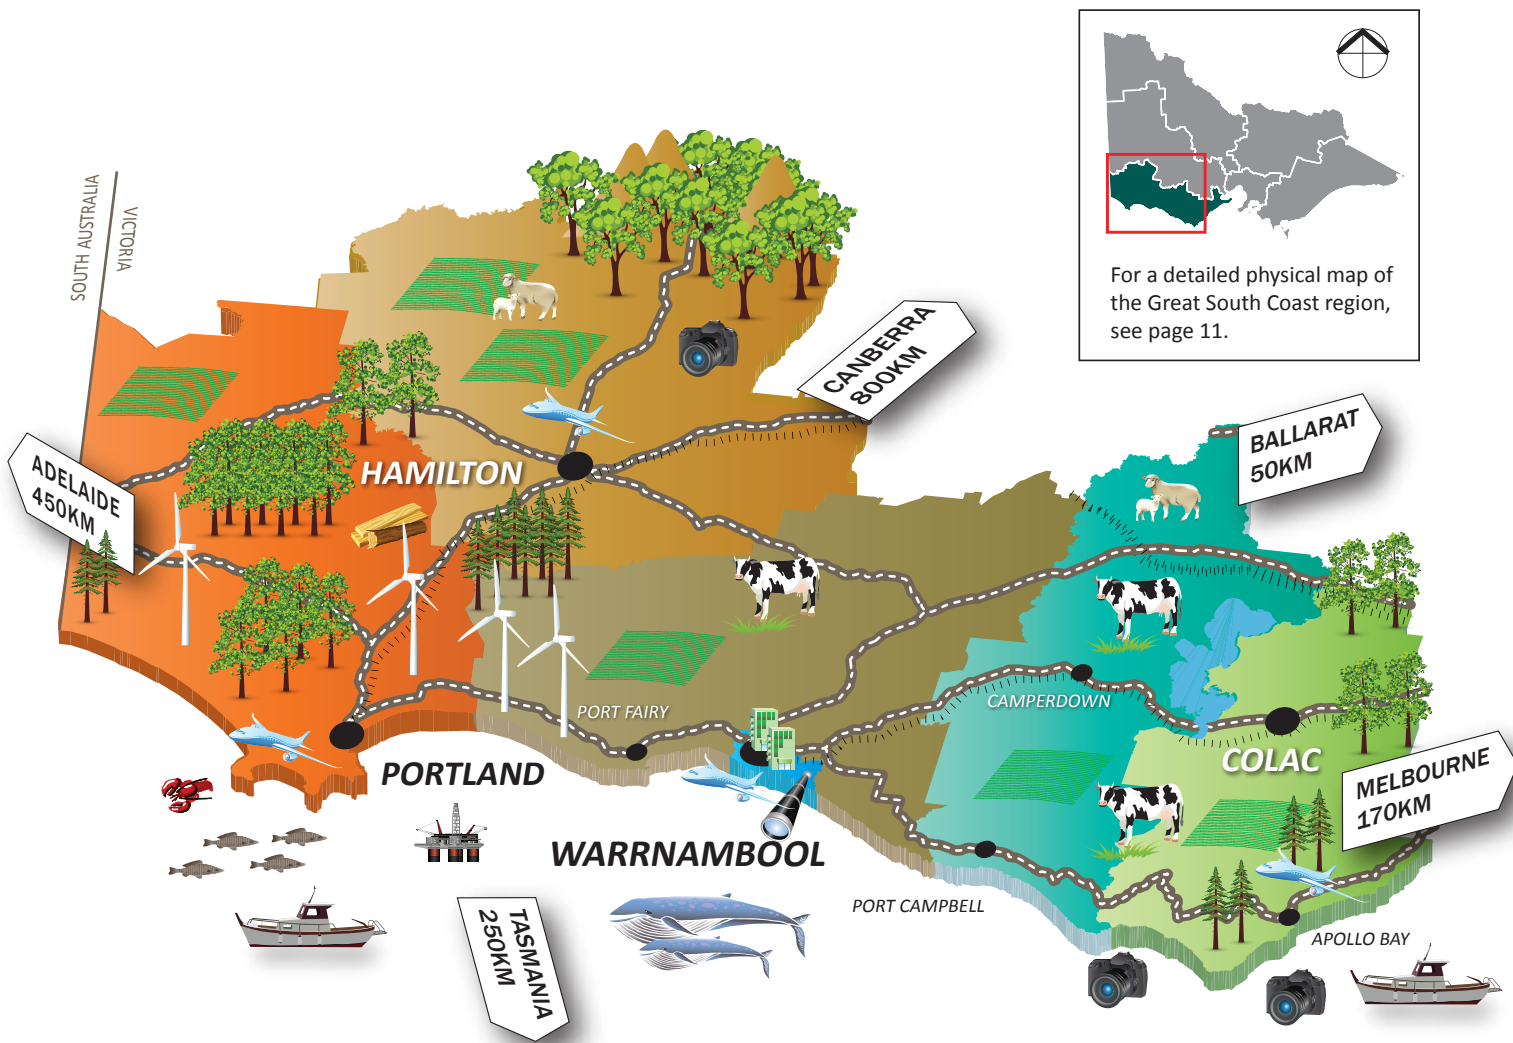 SOUTH AUSTRALIA
VICTORIA
For a detailed physical map of
the Great South Coast region,
see page 11.
CANBERRA
800KM
BALLARAT
50KM
ADELAIDE
450KM
HAMILTON
PORT FAIRY
CAMPERDOWN
COLAC
PORTLAND
MELBOURNE
170KM
WARRNAMBOOL
PORT CAMPBELL
APOLLO BAY
TASMANIA
250KM